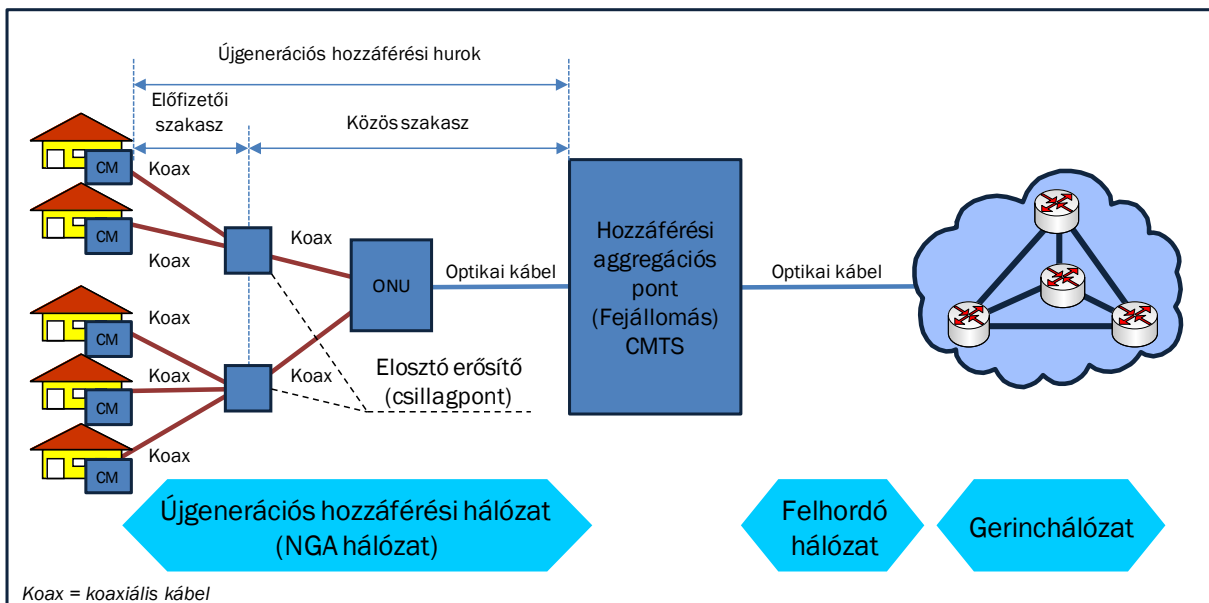 Újgenerációs hozzáférési hurok
Előfizetői
szakasz
Közös szakasz
CM
Koax
CM
Koax
Koax
ONU
Optikai kábel
Hozzáférési
aggregációs
pont
(Fejállomás)
CMTS
Optikai kábel
CM
Koax
CM
Koax
Koax
Elosztó erősítő
(csillagpont)
CM
Koax
Újgenerációs hozzáférési hálózat
(NGA hálózat)
Felhordó
hálózat
Gerinchálózat
Koax = koaxiális kábel